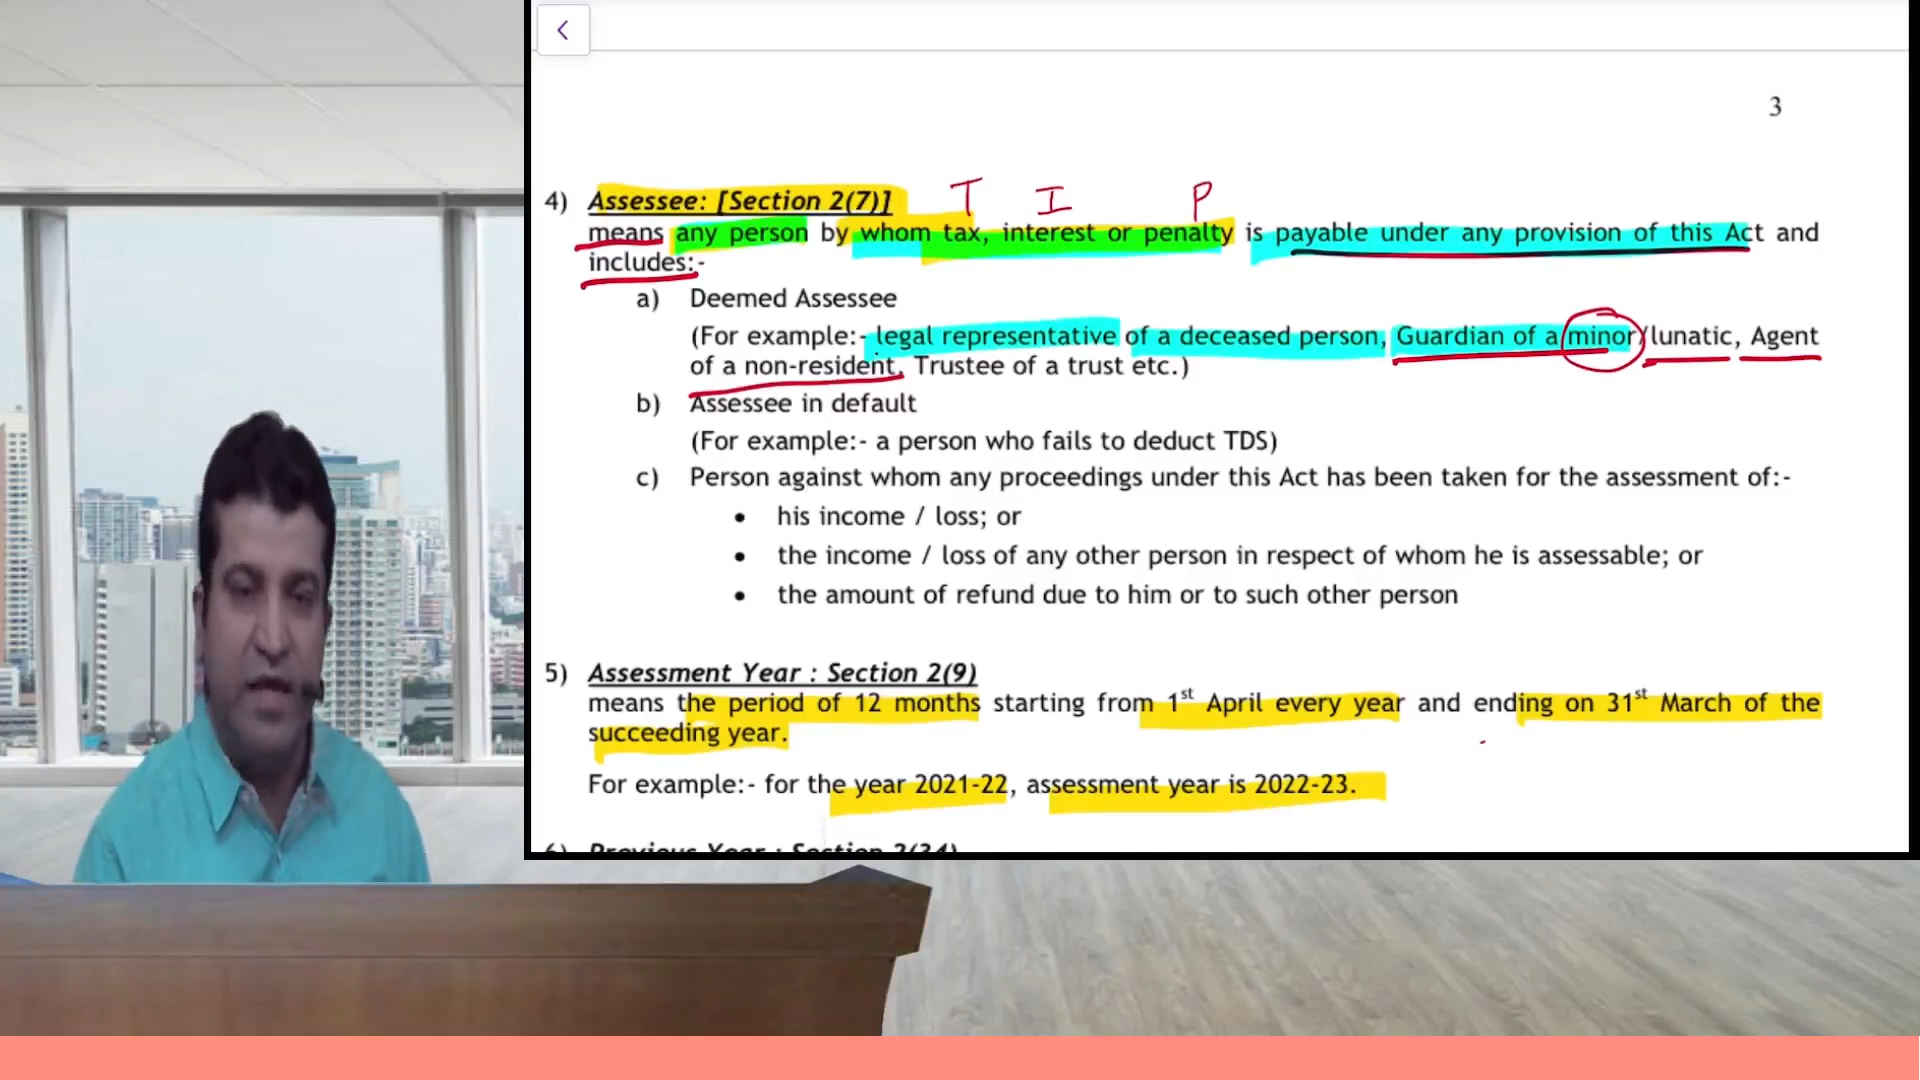 3
T I P
4) Assessee: [Section 2(7)]
means any person by whom tax, interest or penalty is payable under any provision of this Act and
includes:-
a) Deemed Assessee
(For example:- legal representative of a deceased person, Guardian of a minor/lunatic, Agent
of a non-resident, Trustee of a trust etc.)
b) Assessee in default
(For example:- a person who fails to deduct TDS)
c) Person against whom any proceedings under this Act has been taken for the assessment of:-
• his income / loss; or
• the income / loss of any other person in respect of whom he is assessable; or
• the amount of refund due to him or to such other person
5) Assessment Year : Section 2(9)
means the period of 12 months starting from 1st April every year and ending on 31st March of the
succeeding year.
For example:- for the year 2021-22, assessment year is 2022-23.
6) Previous Year : Section 2(34)